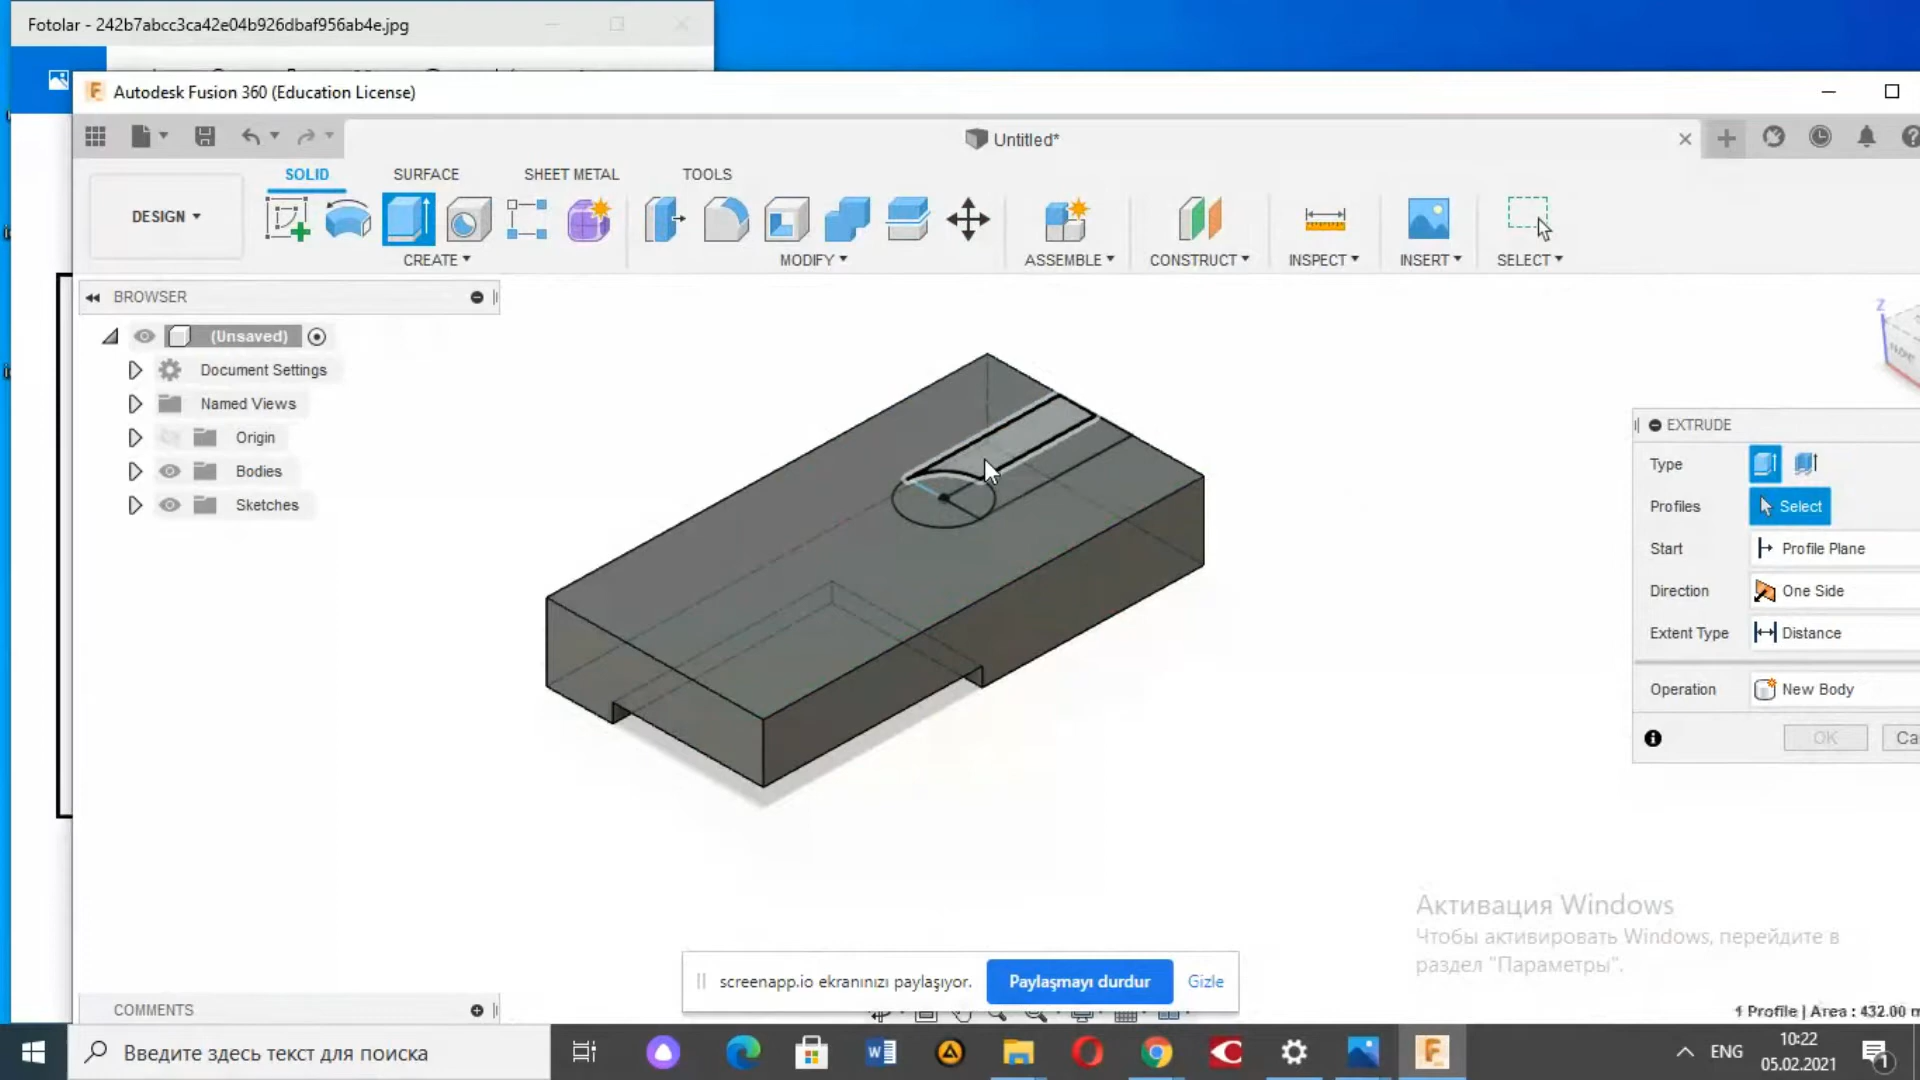 Fotolar - 242b7abcc3ca42e04b926dbaf956ab4e.jpg
Autodesk Fusion 360 (Education License)
Untitled*
SOLID SURFACE SHEET METAL TOOLS
DESIGN
CREATE MODIFY ASSEMBLE CONSTRUCT INSPECT INSERT SELECT
BROWSER
(Unsaved)
Document Settings
Named Views
Origin
Bodies
Sketches
Z
EXTRUDE
Type
Profiles Select
Start Profile Plane
Direction One Side
Extent Type Distance
Operation New Body
OK
Активация Windows
Чтобы активировать Windows, перейдите в
раздел "Параметры".
screenapp.io ekranınızı paylaşıyor. Paylaşmayı durdur Gizle
COMMENTS
1 Profile | Area : 432.00
Введите здесь текст для поиска
ENG
10:22
05.02.2021
1